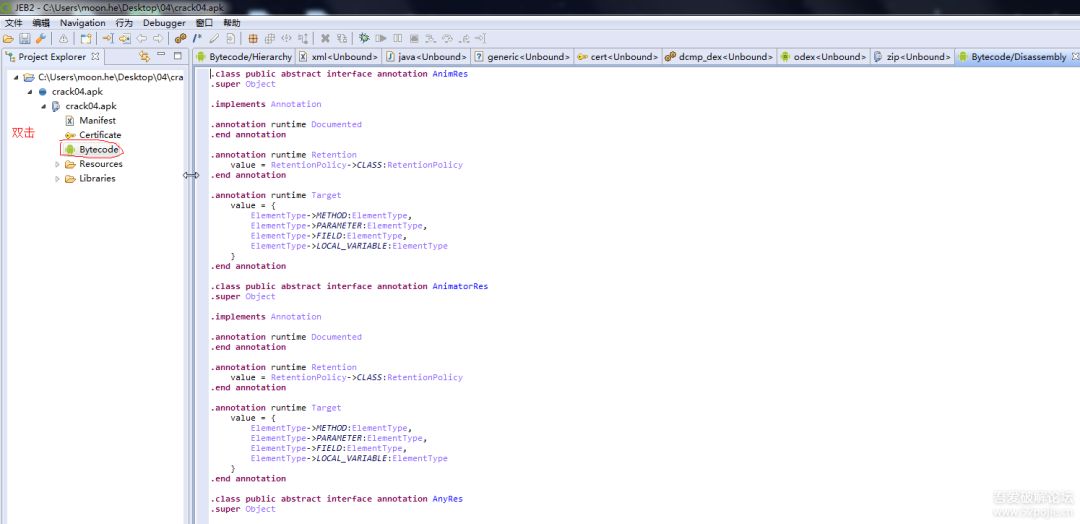 JEB2 - C:\Users\moon.he\Desktop\04\crack04.apk
文件 编辑 Navigation 行为 Debugger 窗口 帮助
Project Explorer
Bytecode/Hierarchy xml<Unbound> java<Unbound> generic<Unbound> cert<Unbound> dcmp_dex<Unbound> odex<Unbound> zip<Unbound> Bytecode/Disassembly
C:\Users\moon.he\Desktop\04\cra
crack04.apk
crack04.apk
Manifest
双击
Certificate
Bytecode
Resources
Libraries
.class public abstract interface annotation AnimRes
.super Object
.implements Annotation
.annotation runtime Documented
.end annotation
.annotation runtime Retention
value = RetentionPolicy->CLASS:RetentionPolicy
.end annotation
.annotation runtime Target
value = {
ElementType->METHOD:ElementType,
ElementType->PARAMETER:ElementType,
ElementType->FIELD:ElementType,
ElementType->LOCAL_VARIABLE:ElementType
}
.end annotation
.class public abstract interface annotation AnimatorRes
.super Object
.implements Annotation
.annotation runtime Documented
.end annotation
.annotation runtime Retention
value = RetentionPolicy->CLASS:RetentionPolicy
.end annotation
.annotation runtime Target
value = {
ElementType->METHOD:ElementType,
ElementType->PARAMETER:ElementType,
ElementType->FIELD:ElementType,
ElementType->LOCAL_VARIABLE:ElementType
}
.end annotation
.class public abstract interface annotation AnyRes
.super Object
吾爱破解论坛
www.52pojie.cn